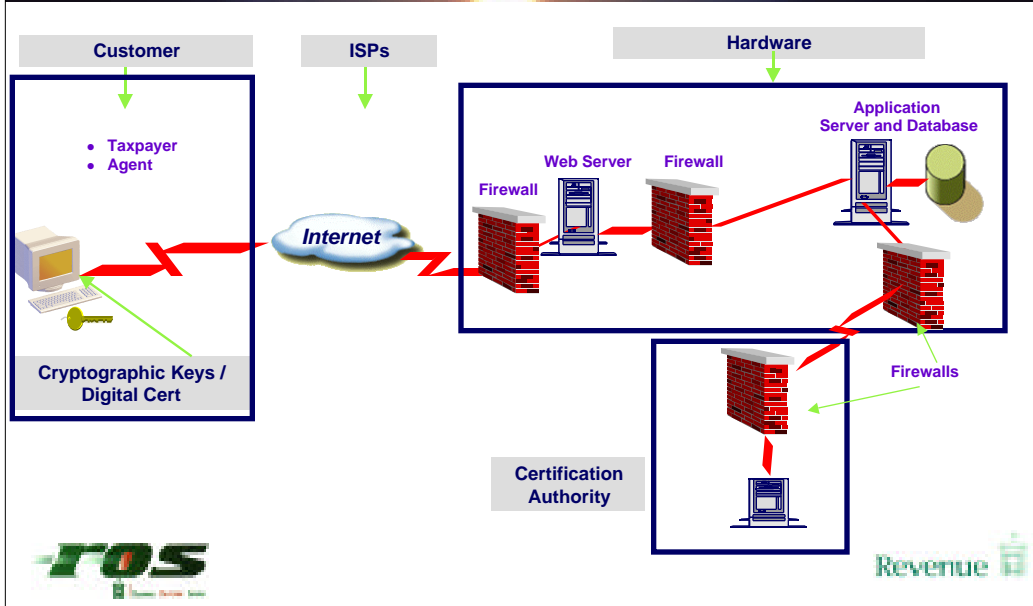 Customer
ISPs
Hardware
• Taxpayer
• Agent
Application
Server and Database
Web Server
Firewall
Firewall
Internet
Cryptographic Keys /
Digital Cert
Firewalls
Certification
Authority
ros
Revenue